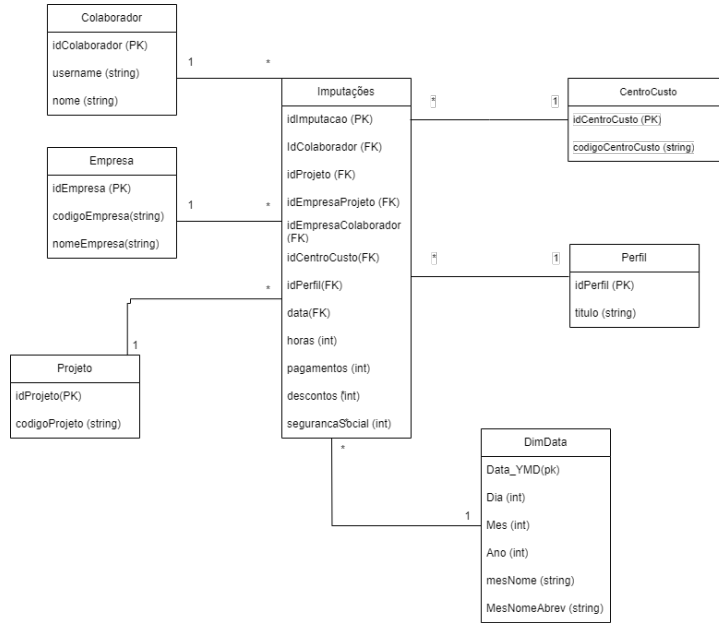 Colaborador
idColaborador (PK)
username (string)
nome (string)
1
*
Empresa
idEmpresa (PK)
codigoEmpresa(string)
nomeEmpresa(string)
1
*
Projeto
idProjeto(PK)
codigoProjeto (string)
1
*
Imputações
idImputacao (PK)
IdColaborador (FK)
idProjeto (FK)
idEmpresaProjeto (FK)
idEmpresaColaborador
(FK)
idCentroCusto(FK)
idPerfil(FK)
data(FK)
horas (int)
pagamentos (int)
descontos (int)
segurancaSocial (int)
*
1
CentroCusto
idCentroCusto (PK)
codigoCentroCusto (string)
*
1
Perfil
idPerfil (PK)
titulo (string)
*
1
DimData
Data_YMD(pk)
Dia (int)
Mes (int)
Ano (int)
mesNome (string)
MesNomeAbrev (string)